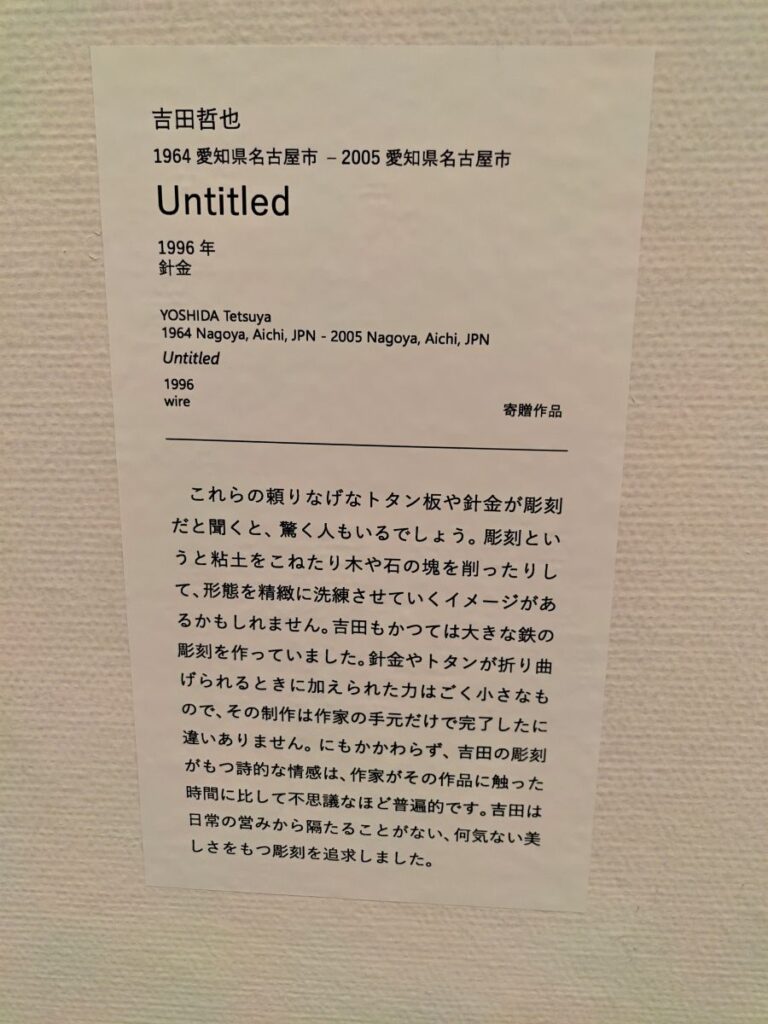 吉田哲也
1964 愛知県名古屋市 – 2005 愛知県名古屋市
Untitled
1996 年
針金
YOSHIDA Tetsuya
1964 Nagoya, Aichi, JPN - 2005 Nagoya, Aichi, JPN
Untitled
1996
wire
寄贈作品
これらの頼りなげなトタン板や針金が彫刻
だと聞くと、驚く人もいるでしょう。彫刻とい
うと粘土をこねたり木や石の塊を削ったりし
て、形態を精緻に洗練させていくイメージがあ
るかもしれません。吉田もかつては大きな鉄の
彫刻を作っていました。針金やトタンが折り曲
げられるときに加えられた力はごく小さなも
ので、その制作は作家の手元だけで完了したに
違いありません。にもかかわらず、吉田の彫刻
がもつ詩的な情感は、作家がその作品に触った
時間に比して不思議なほど普遍的です。吉田は
日常の営みから隔たることがない、何気ない美
しさをもつ彫刻を追求しました。